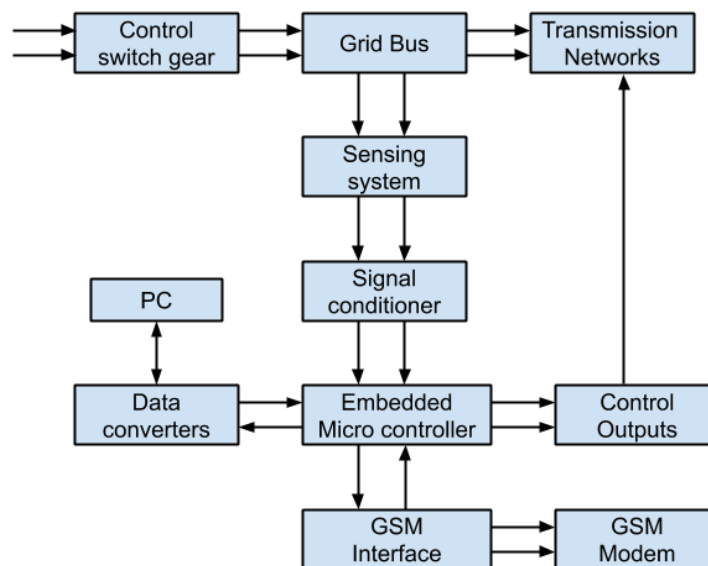 Control
switch gear
Grid Bus
Transmission
Networks
Sensing
system
Signal
conditioner
PC
Data
converters
Embedded
Micro controller
Control
Outputs
GSM
Interface
GSM
Modem